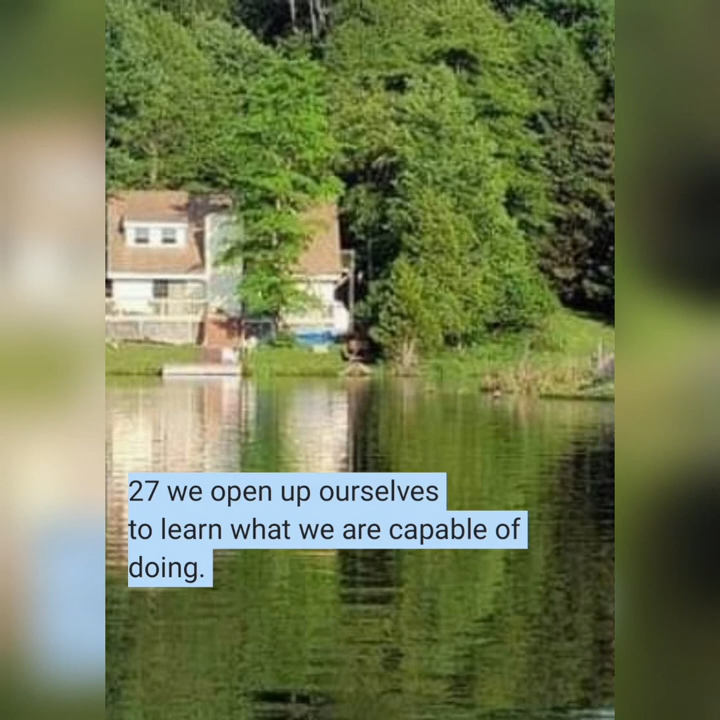 27 we open up ourselves
to learn what we are capable of
doing.